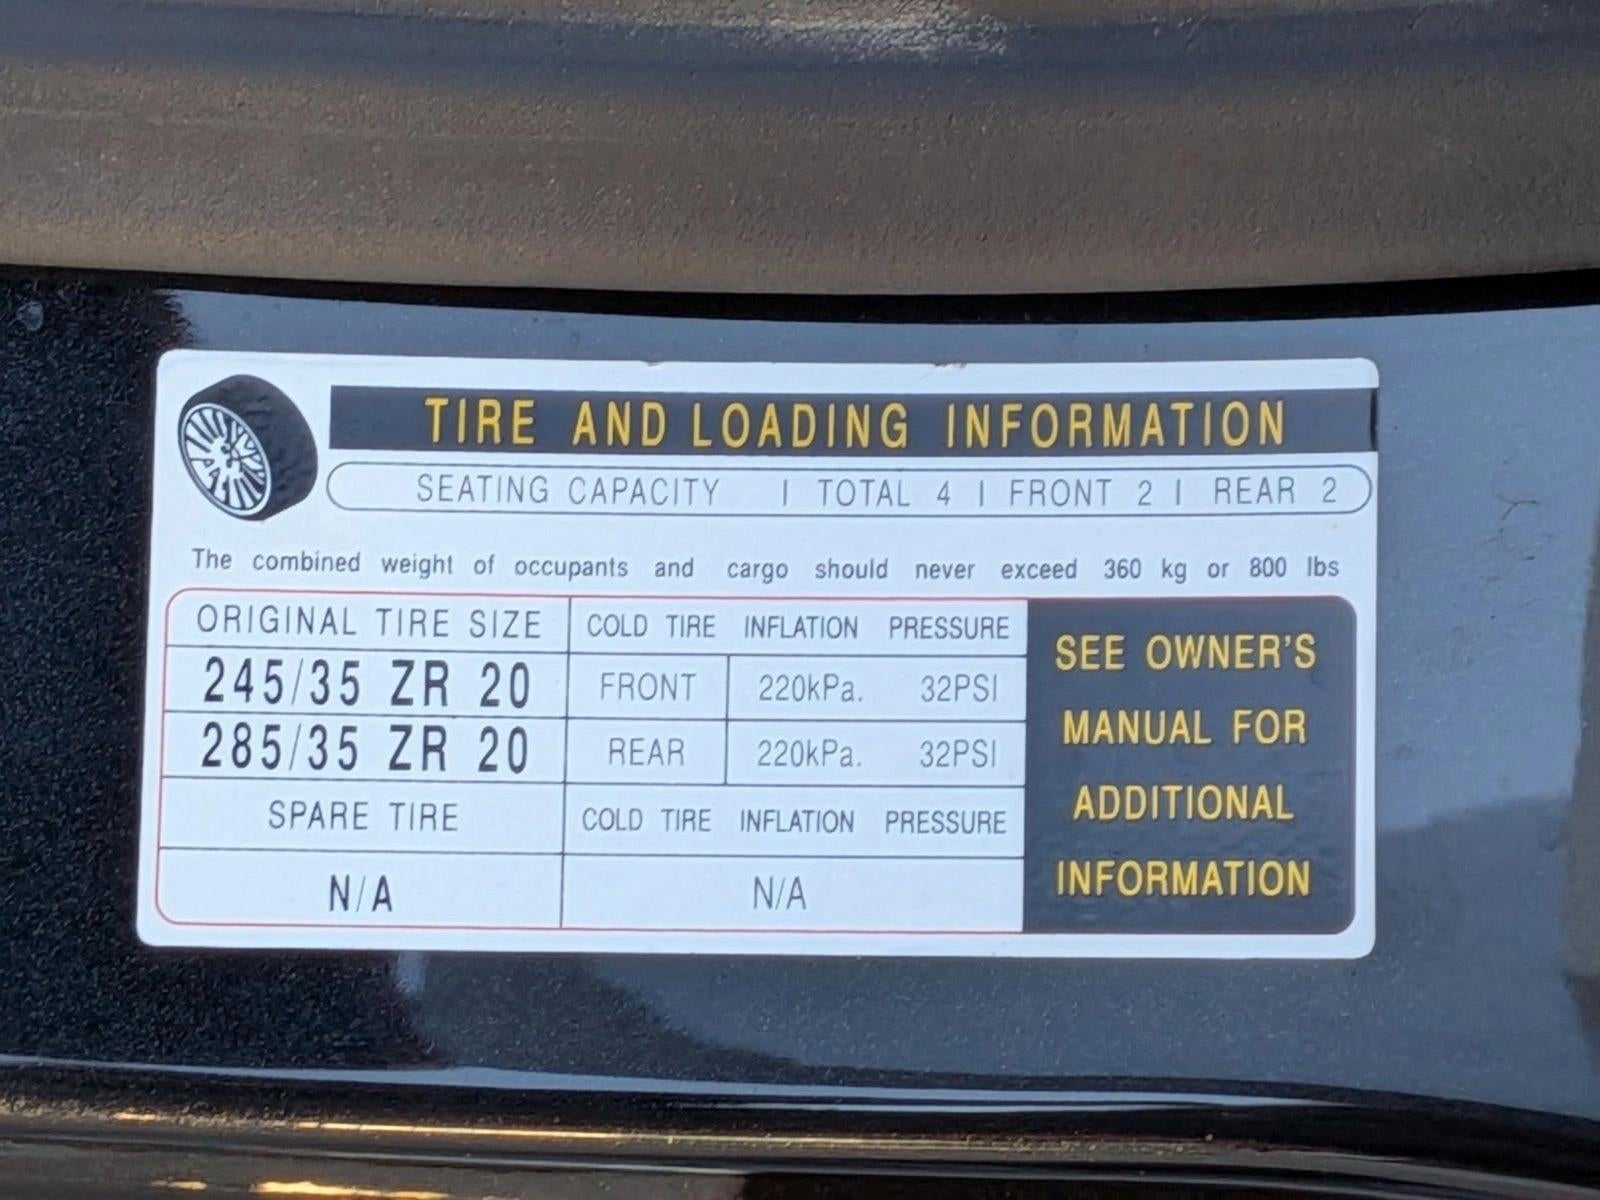 TIRE AND LOADING INFORMATION
SEATING CAPACITY | TOTAL 4 | FRONT 2 | REAR 2
The combined weight of occupants and cargo should never exceed 360 kg or 800 lbs
ORIGINAL TIRE SIZE COLD TIRE INFLATION PRESSURE
245/35 ZR 20 FRONT 220kPa. 32PSI
285/35 ZR 20 REAR 220kPa. 32PSI
SPARE TIRE COLD TIRE INFLATION PRESSURE
N/A N/A
SEE OWNER'S
MANUAL FOR
ADDITIONAL
INFORMATION